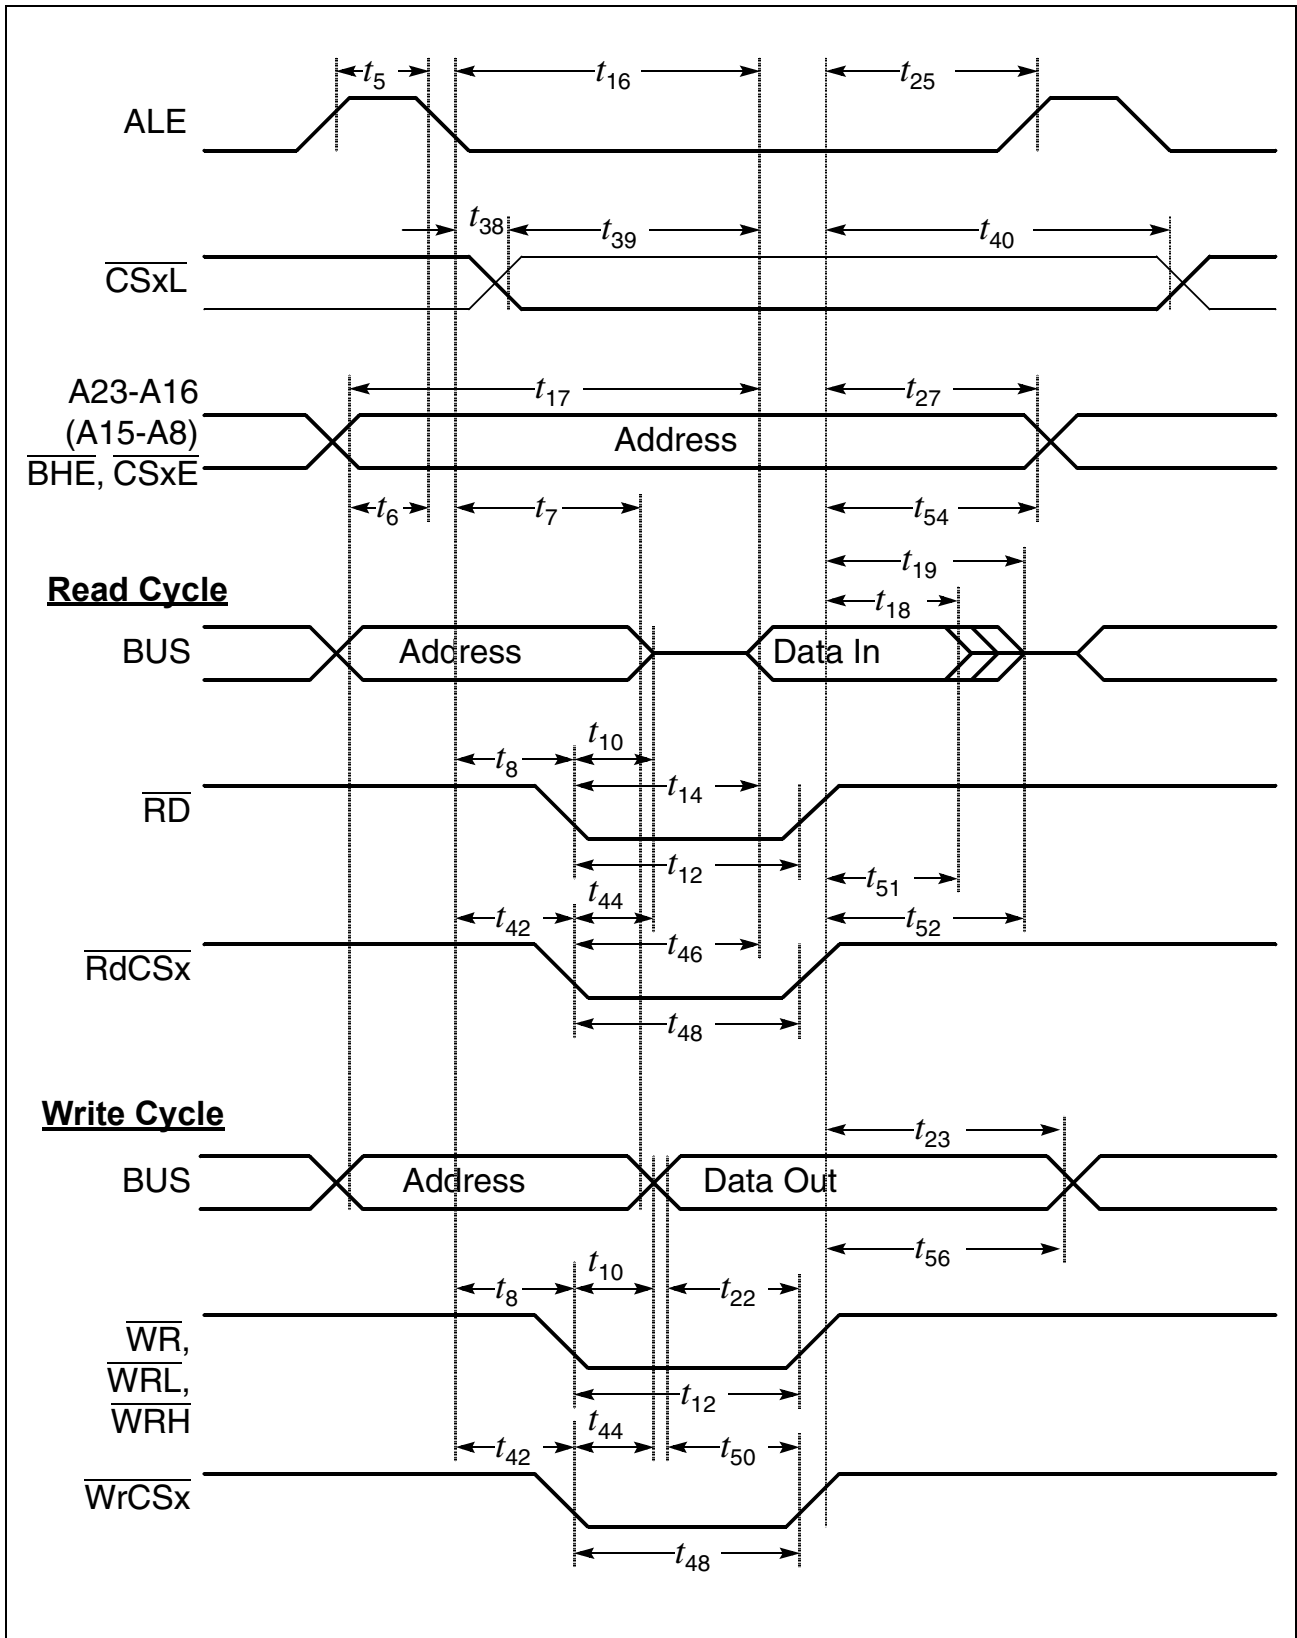 t5 t16 t25
ALE
t38 t39 t40
CSxL
A23-A16
(A15-A8)
BHE, CSxE
t17 t27
Address
t6 t7 t54
t19
Read Cycle
t18
BUS Address Data In
t10
t8
t14
RD
t12
t51
t44
t42 t52
t46
RdCSx
t48
Write Cycle
t23
BUS Address Data Out
t56
t10
t8 t22
WR,
WRL,
WRH
t12
t44
t42 t50
WrCSx
t48